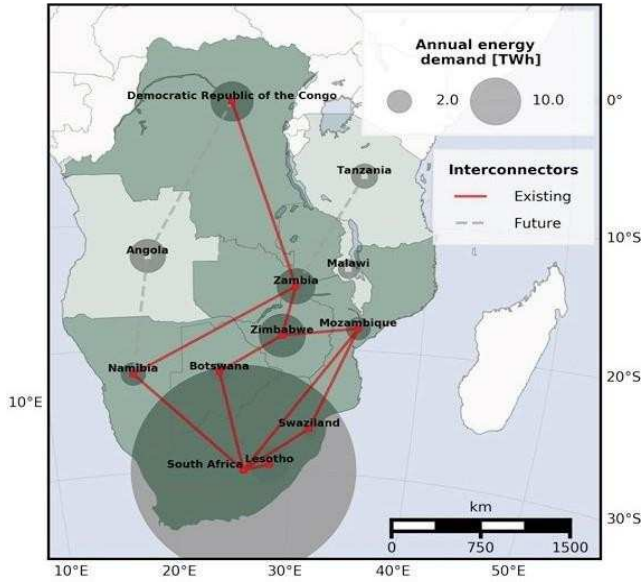 Annual energy
demand [TWh]
2.0 10.0
Democratic Republic of the Congo
0°
Interconnectors
Existing
Future
Tanzania
10°S
Angola
Malawi
Zambia
Zimbabwe
Mozambique
Namibia
Botswana
20°S
10°E
Swaziland
South Africa
Lesotho
km
30°S
0 750 1500
10°E 20°E 30°E 40°E 50°E